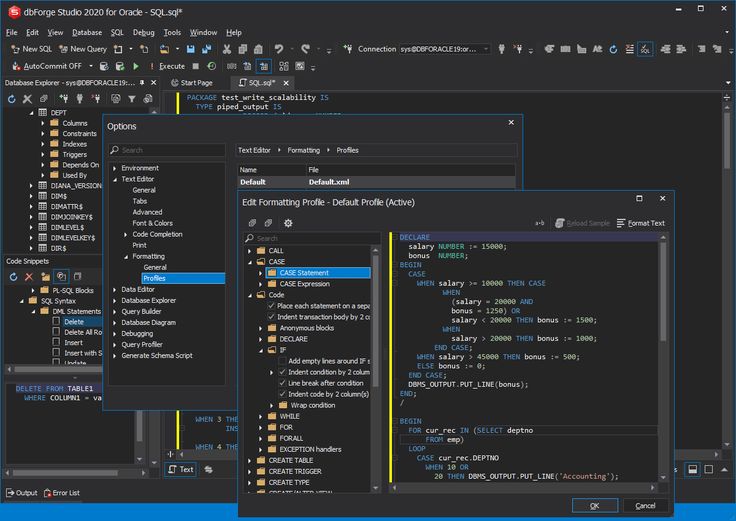 dbForge Studio 2020 for Oracle - SQL.sql*
File Edit View Database SQL Debug Tools Window Help
New SQL New Query Connection sys@DBORACLE19:or...
AutoCommit OFF Execute Stop
Database Explorer - sys@DBFORACLE19...
Start Page SQL.sql*
DEPT
Columns
Constraints
Indexes
Triggers
Depends On
Used By
DIANA_VERSION
DIM$
DIMATTR$
DIMJOINKEY$
DIMLEVEL$
DIMLEVELKEY$
DIR$
Code Snippets
PL-SQL Blocks
SQL Syntax
DML Statements
Delete
Delete All Ro
Insert
Insert with S
Update
DELETE FROM TABLE1
WHERE COLUMN1 = va
Output Error List
PACKAGE test_write_scalability IS
TYPE piped_output IS
WHEN 3 THE
INS
WHEN 4 THE
Text
Options
Search
Environment
Text Editor
General
Tabs
Advanced
Font & Colors
Code Completion
Print
Formatting
General
Profiles
Data Editor
Database Explorer
Query Builder
Database Diagram
Debugging
Query Profiler
Generate Schema Script
Text Editor Formatting Profiles
Name File
Default Default.xml
Edit Formatting Profile - Default Profile (Active)
Reload Sample Format Text
Search
CALL
CASE
CASE Statement
CASE Expression
Code
Place each statement on a sepa
Indent transaction body by 2 co
Anonymous blocks
DECLARE
IF
Add empty lines around IF s
Indent condition by 2 column
Line break after condition
Indent code by 2 column(s)
Wrap condition
WHILE
FOR
FORALL
EXCEPTION handlers
CREATE TABLE
CREATE TRIGGER
CREATE TYPE
CREATE/ALTER VIEW
DECLARE
salary NUMBER := 15000;
bonus NUMBER;
BEGIN
CASE
WHEN salary >= 10000 THEN CASE
WHEN
(salary = 20000 AND
bonus = 1250) OR
salary < 20000 THEN bonus := 1500;
WHEN
salary > 20000 THEN bonus := 1000;
END CASE;
WHEN salary > 45000 THEN bonus := 500;
ELSE bonus := 0;
END CASE;
DBMS_OUTPUT.PUT_LINE(bonus);
END;
/
BEGIN
FOR cur_rec IN (SELECT deptno
FROM emp)
LOOP
CASE cur_rec.DEPTNO
WHEN 10 OR
20 THEN DBMS_OUTPUT.PUT_LINE('Accounting');
OK Cancel